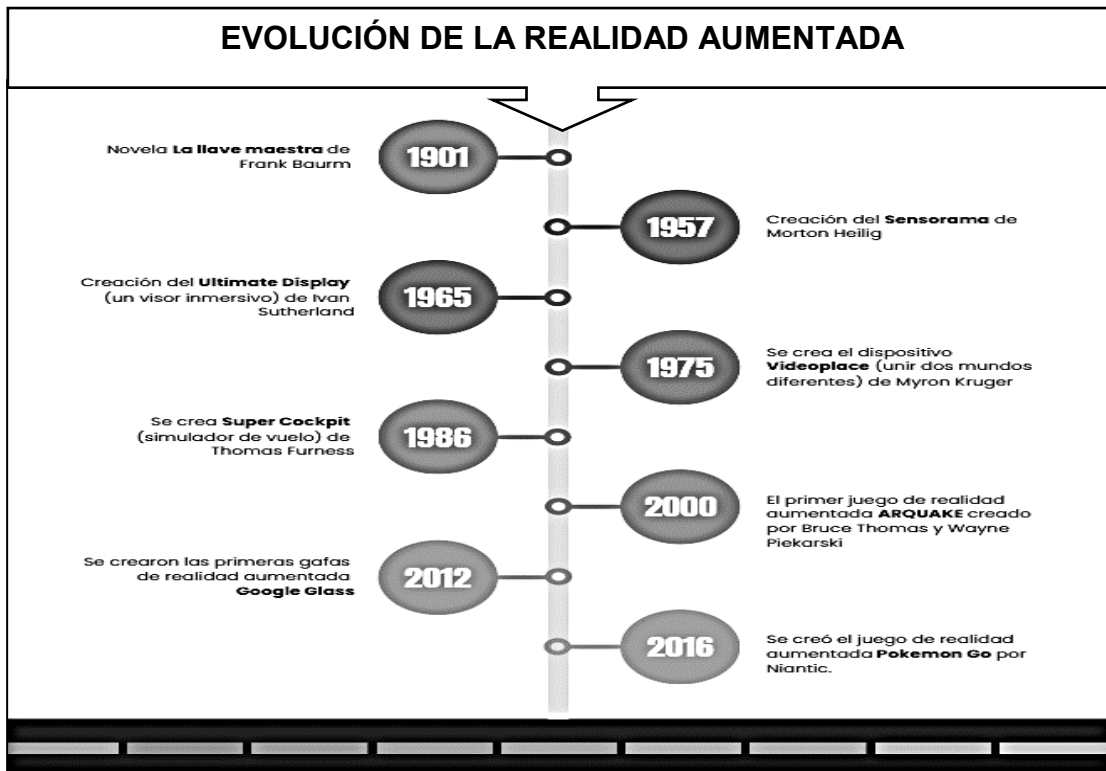 EVOLUCIÓN DE LA REALIDAD AUMENTADA
Novela La llave maestra de
Frank Baurm
1901
1957
Creación del Sensorama de
Morton Heilig
Creación del Ultimate Display
(un visor inmersivo) de Ivan
Sutherland
1965
1975
Se crea el dispositivo
Videoplace (unir dos mundos
diferentes) de Myron Kruger
Se crea Super Cockpit
(simulador de vuelo) de
Thomas Furness
1986
2000
El primer juego de realidad
aumentada ARQUAKE creado
por Bruce Thomas y Wayne
Piekarski
Se crearon las primeras gafas
de realidad aumentada
Google Glass
2012
2016
Se creó el juego de realidad
aumentada Pokemon Go por
Niantic.